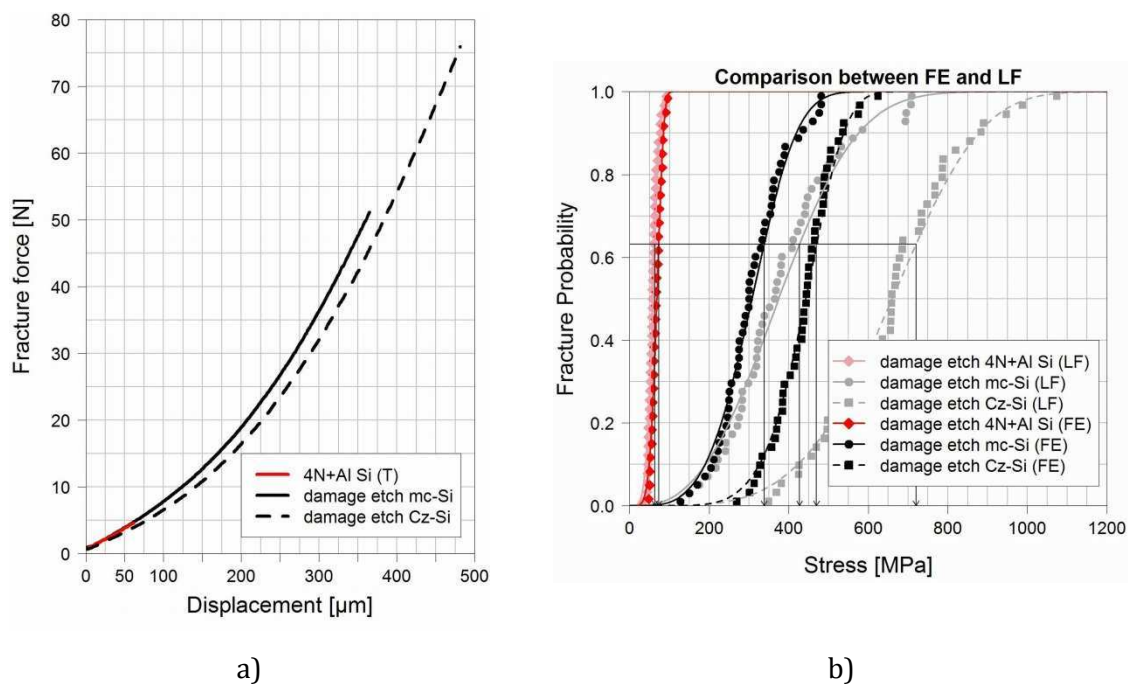 80
70
60
50
40
30
20
10
0
Fracture force [N]
4N+Al Si (T)
damage etch mc-Si
damage etch Cz-Si
0 50 100 150 200 250 300 350 400 450 500
Displacement [µm]
a)
Comparison between FE and LF
1.0
0.8
0.6
0.4
0.2
0.0
Fracture Probability
damage etch 4N+Al Si (LF)
damage etch mc-Si (LF)
damage etch Cz-Si (LF)
damage etch 4N+Al Si (FE)
damage etch mc-Si (FE)
damage etch Cz-Si (FE)
0 200 400 600 800 1000 1200
Stress [MPa]
b)